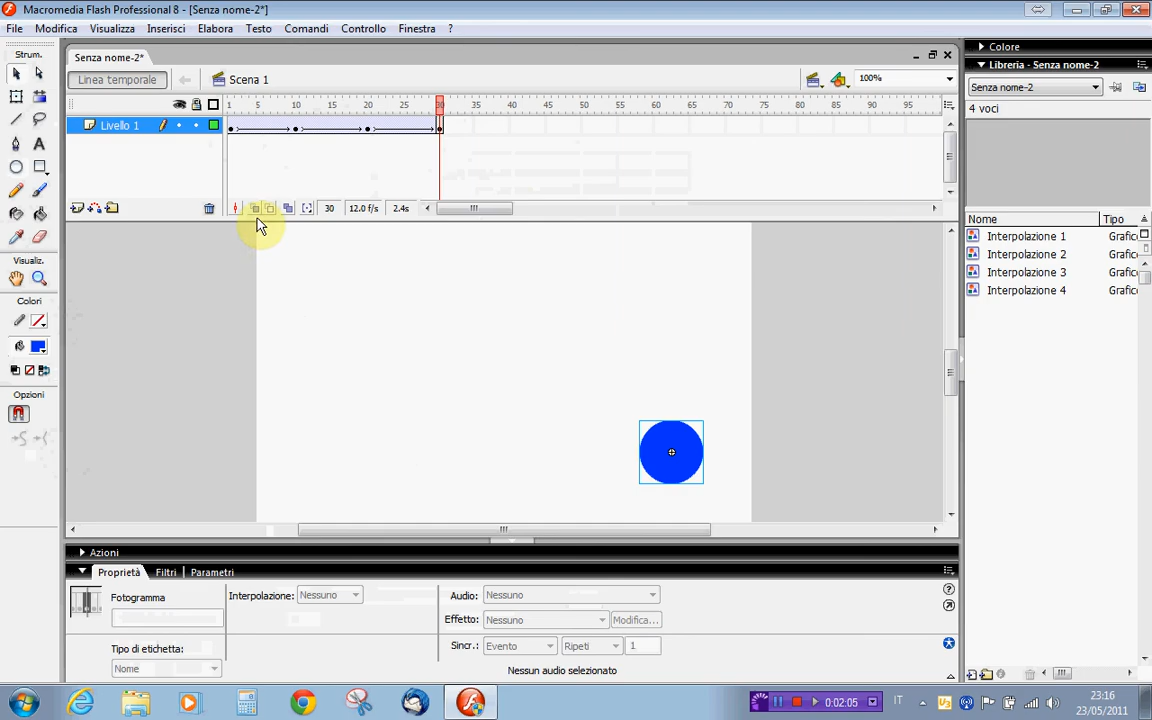 Macromedia Flash Professional 8 - [Senza nome-2*]
File Modifica Visualizza Inserisci Elabora Testo Comandi Controllo Finestra ?
Strum.
Senza nome-2*
Linea temporale
Scena 1
100%
1 5 10 15 20 25 30 35 40 45 50 55 60 65 70 75 80 85 90 95
Livello 1
30 12.0 f/s 2.4s
Visualiz.
Colori
Opzioni
Azioni
Proprietà Filtri Parametri
Fotogramma
Interpolazione: Nessuno
Audio: Nessuno
Effetto: Nessuno Modifica...
Sincr.: Evento Ripeti 1
Tipo di etichetta:
Nome
Nessun audio selezionato
Colore
Libreria - Senza nome-2
Senza nome-2
4 voci
Nome Tipo
Interpolazione 1 Grafic
Interpolazione 2 Grafic
Interpolazione 3 Grafic
Interpolazione 4 Grafic
0:02:05
IT
23:16
23/05/2011